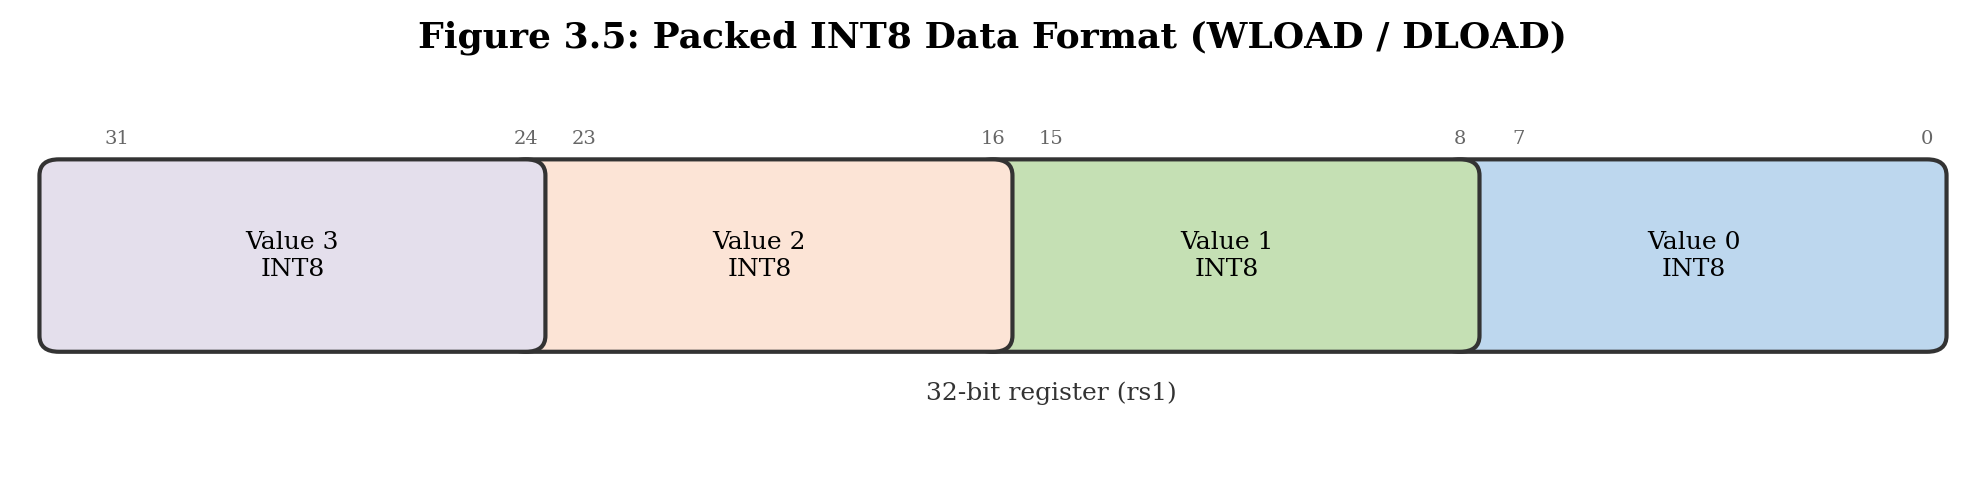 Figure 3.5: Packed INT8 Data Format (WLOAD / DLOAD)
31 24 23 16 15 8 7 0
Value 3 Value 2 Value 1 Value 0
INT8 INT8 INT8 INT8
32-bit register (rs1)